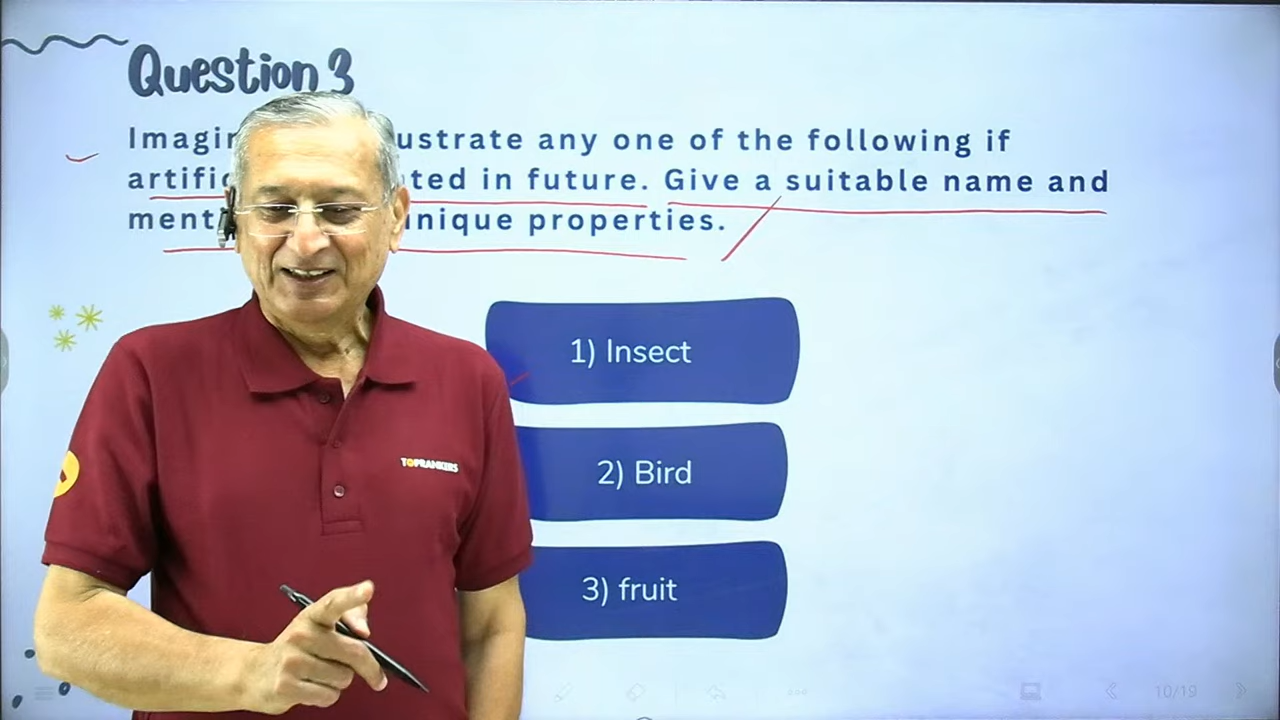 Question 3
Imagin ustrate any one of the following if
artific ted in future. Give a suitable name and
ment nique properties.
1) Insect
2) Bird
3) fruit
TOPRANKERS
10/19